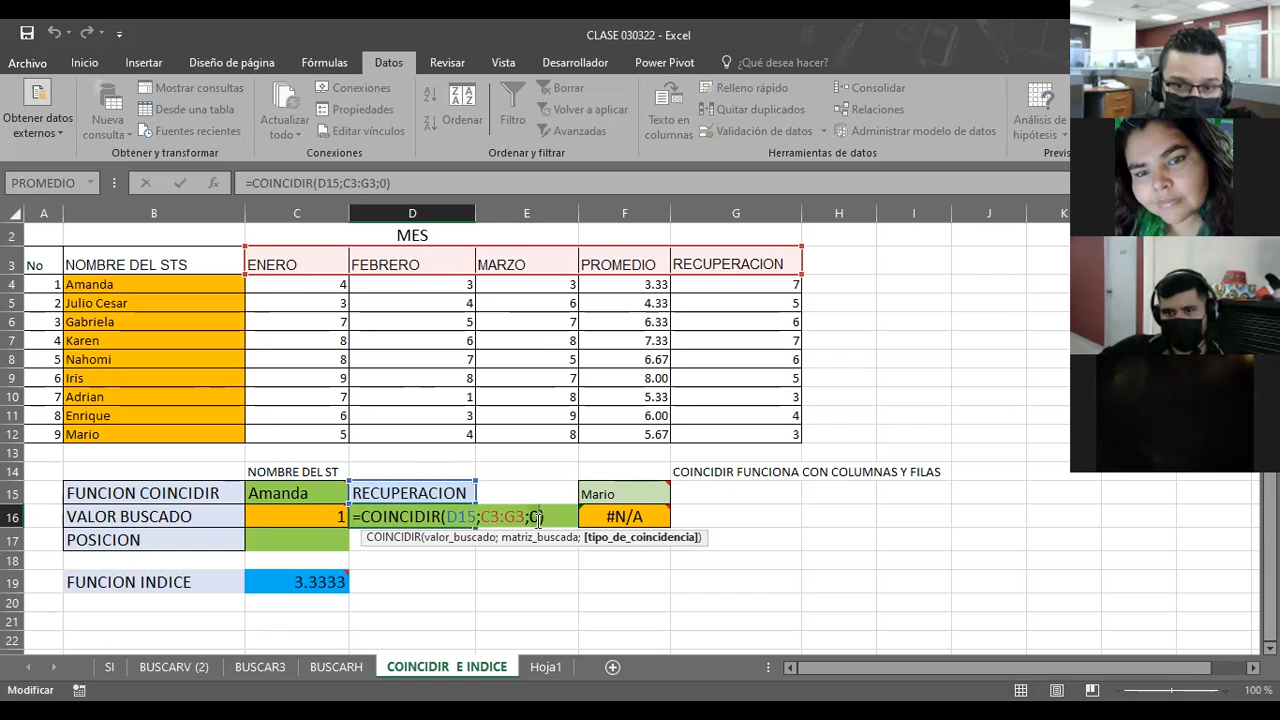 CLASE 030322 - Excel
Archivo Inicio Insertar Diseño de página Fórmulas Datos Revisar Vista Desarrollador Power Pivot ¿Qué desea hacer?
Obtener datos externos
Nueva consulta
Mostrar consultas
Desde una tabla
Fuentes recientes
Obtener y transformar
Actualizar todo
Conexiones
Propiedades
Editar vínculos
Conexiones
Ordenar
Filtro
Borrar
Volver a aplicar
Avanzadas
Ordenar y filtrar
Texto en columnas
Relleno rápido
Quitar duplicados
Validación de datos
Consolidar
Relaciones
Administrar modelo de datos
Herramientas de datos
Análisis de hipótesis
Previs
PROMEDIO =COINCIDIR(D15;C3:G3;0)
A B C D E F G H I J K
2 MES
3 No NOMBRE DEL STS ENERO FEBRERO MARZO PROMEDIO RECUPERACION
4 1 Amanda 4 3 3 3.33 7
5 2 Julio Cesar 3 4 6 4.33 5
6 3 Gabriela 7 5 7 6.33 6
7 4 Karen 8 6 8 7.33 7
8 5 Nahomi 8 7 5 6.67 6
9 6 Iris 9 8 7 8.00 5
10 7 Adrian 7 1 8 5.33 3
11 8 Enrique 6 3 9 6.00 4
12 9 Mario 5 4 8 5.67 3
13
14 NOMBRE DEL ST COINCIDIR FUNCIONA CON COLUMNAS Y FILAS
15 FUNCION COINCIDIR Amanda RECUPERACION Mario
16 VALOR BUSCADO 1 =COINCIDIR(D15;C3:G3;0) #N/A
17 POSICION COINCIDIR(valor_buscado; matriz_buscada; [tipo_de_coincidencia])
18
19 FUNCION INDICE 3.3333
20
21
22
SI BUSCARV (2) BUSCAR3 BUSCARH COINCIDIR E INDICE Hoja1
Modificar 100 %